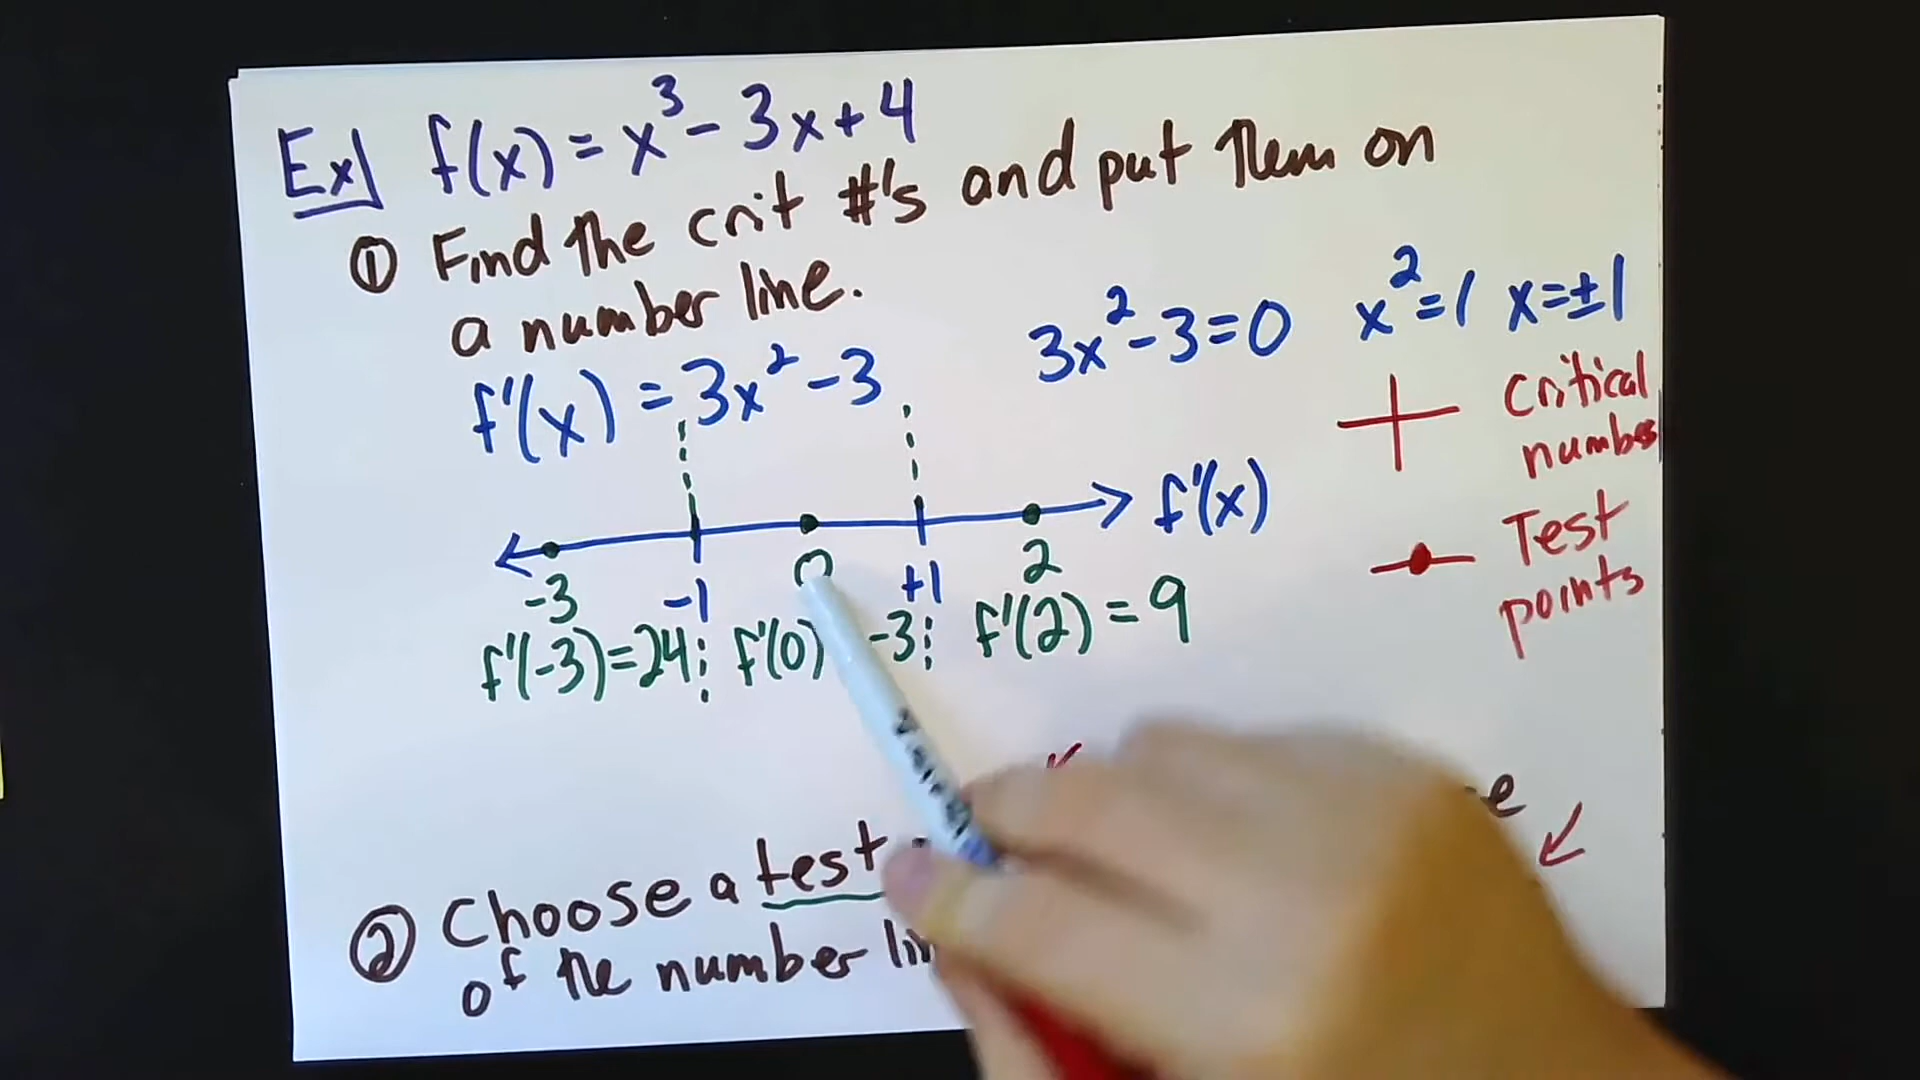 Ex) f(x) = x³ - 3x + 4
① Find the crit #'s and put them on
a number line.
f'(x) = 3x² - 3
3x² - 3 = 0 x² = 1 x = ±1
Critical
numbers
f'(x)
Test
points
-3 -1 0 +1 2
f'(-3) = 24 f'(0) -3 f'(2) = 9
② Choose a test
of the number